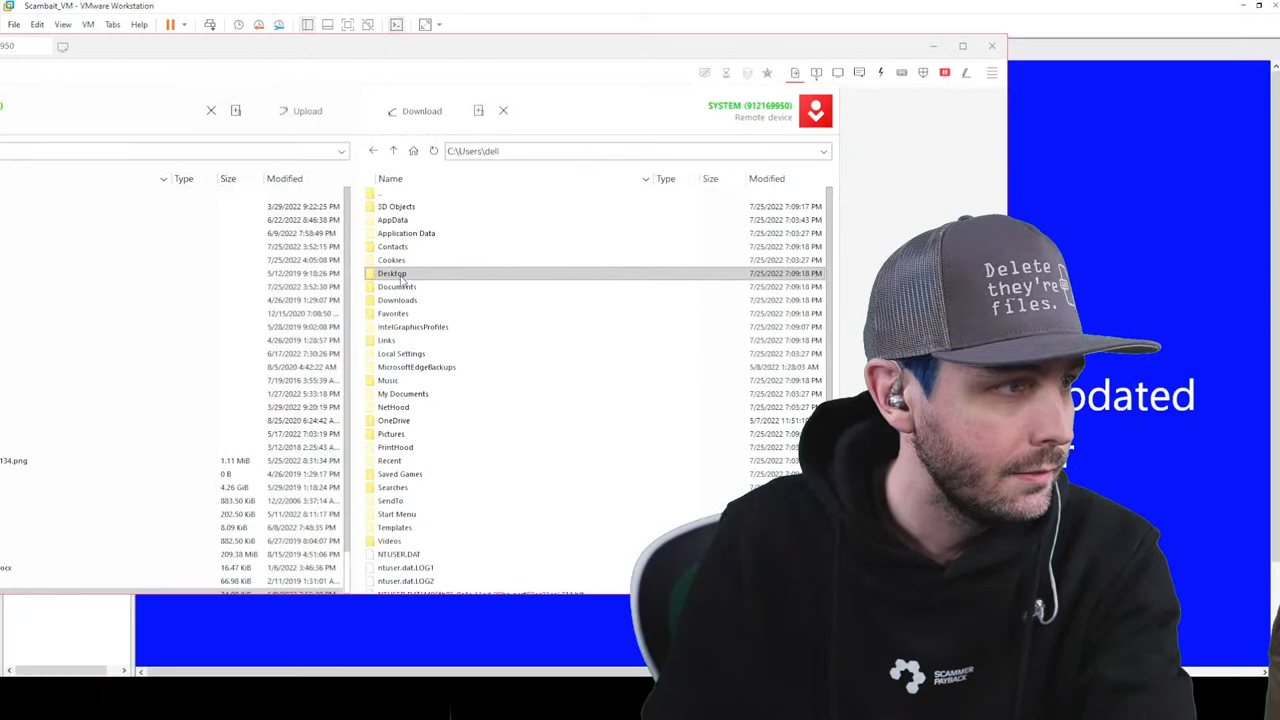 Scambait_VM - VMware Workstation
File Edit View VM Tabs Help
950
Upload
Download
SYSTEM (912169950)
Remote device
C:\Users\dell
Type Size Modified
Name Type Size Modified
3/29/2022 9:22:25 PM
..
6/22/2022 8:46:38 PM
3D Objects 7/25/2022 7:09:17 PM
6/9/2022 7:58:49 PM
AppData 7/25/2022 7:03:43 PM
7/25/2022 3:52:15 PM
Application Data 7/25/2022 7:03:27 PM
7/25/2022 4:05:08 PM
Contacts 7/25/2022 7:09:18 PM
5/12/2019 9:18:26 PM
Cookies 7/25/2022 7:03:27 PM
7/25/2022 3:52:30 PM
Desktop 7/25/2022 7:09:18 PM
4/26/2019 1:29:07 PM
Documents 7/25/2022 7:09:18 PM
12/15/2020 7:08:50 ...
Downloads 7/25/2022 7:09:18 PM
5/28/2019 9:02:08 PM
Favorites 7/25/2022 7:09:18 PM
4/26/2019 1:28:57 PM
IntelGraphicsProfiles 7/25/2022 7:09:07 PM
6/17/2022 7:30:26 PM
Links 7/25/2022 7:09:18 PM
8/5/2020 4:42:22 AM
Local Settings 7/25/2022 7:03:27 PM
7/19/2016 3:55:39 A...
MicrosoftEdgeBackups 5/8/2022 1:28:03 AM
1/27/2022 5:33:18 PM
Music 7/25/2022 7:09:18 PM
3/29/2022 9:20:19 PM
My Documents 7/25/2022 7:03:27 PM
8/25/2020 6:24:42 A...
NetHood 7/25/2022 7:03:27 PM
5/17/2022 7:03:19 PM
OneDrive
3/12/2018 2:25:43 PM
Pictures
134.png 1.11 MiB 5/25/2022 8:31:34 PM
PrintHood
0 B 4/26/2019 1:29:17 PM
Recent
4.26 GiB 5/29/2019 1:18:24 PM
Saved Games
883.50 KiB 12/2/2006 3:37:14 A...
Searches
202.50 KiB 5/11/2022 8:11:17 PM
SendTo
8.09 KiB 6/8/2022 7:48:35 PM
Start Menu
882.50 KiB 6/27/2019 8:04:07 PM
Templates
209.38 MiB 8/15/2019 4:51:06 PM
Videos
ocx 16.47 KiB 1/6/2022 3:46:36 PM
NTUSER.DAT
66.98 KiB 2/11/2019 1:31:01 A...
ntuser.dat.LOG1
ntuser.dat.LOG2
Delete
they're
files.
SCAMMER
PAYBACK